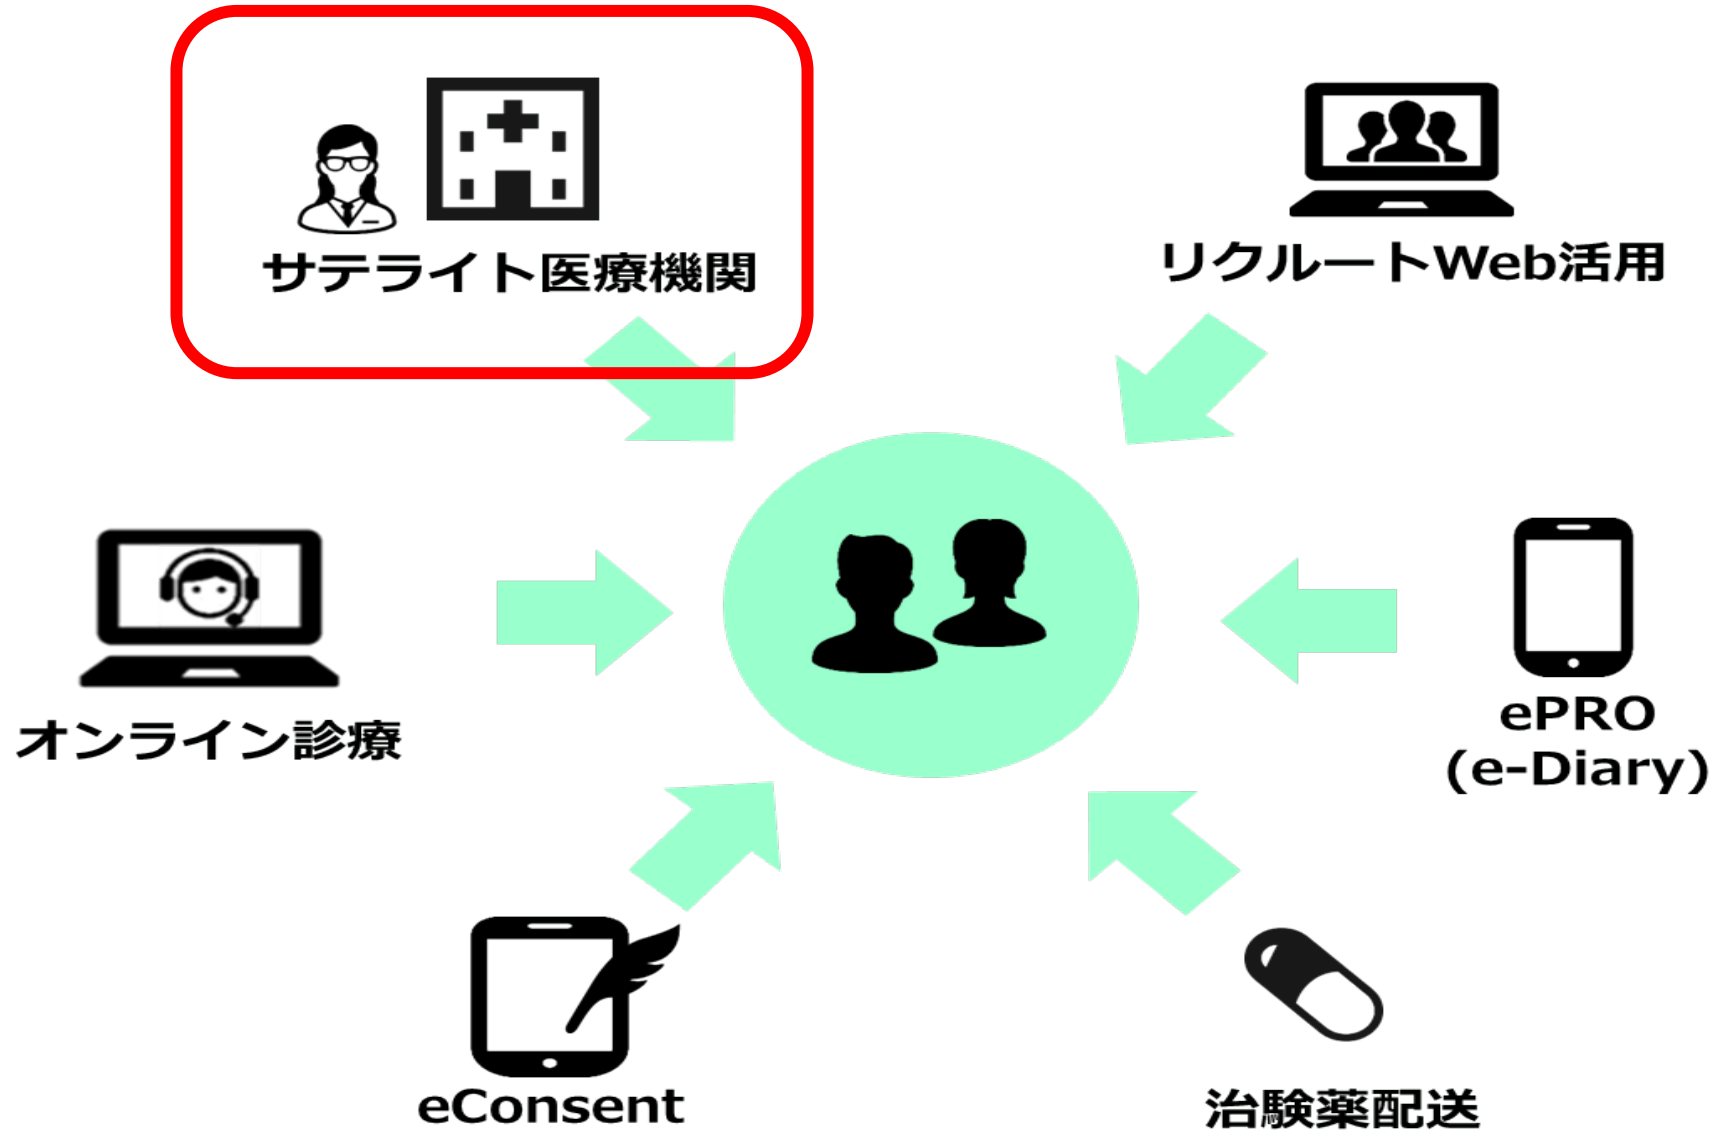 サテライト医療機関
リクルートWeb活用
オンライン診療
ePRO
(e-Diary)
eConsent
治験薬配送